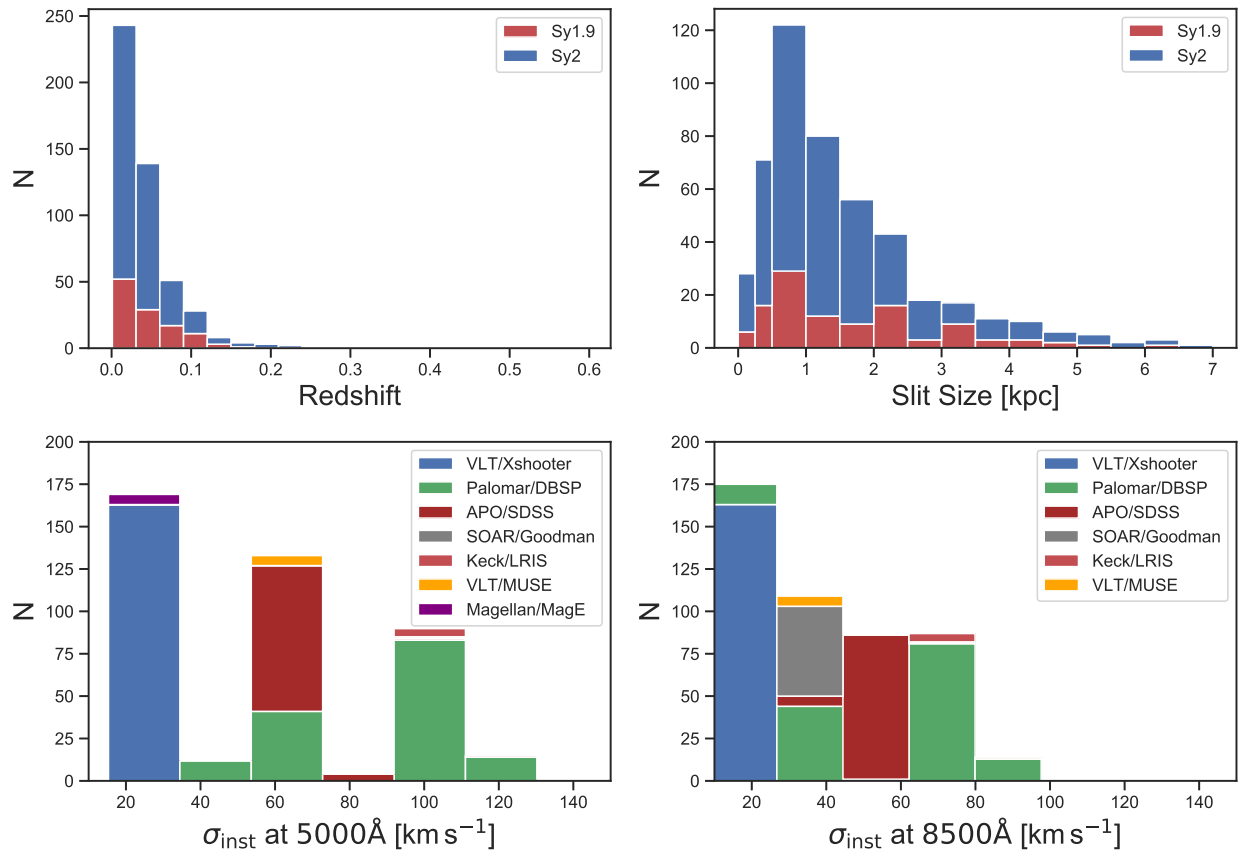 250
200
150
100
50
0
N
Sy1.9
Sy2
0.0 0.1 0.2 0.3 0.4 0.5 0.6
Redshift
120
100
80
60
40
20
0
N
Sy1.9
Sy2
0 1 2 3 4 5 6 7
Slit Size [kpc]
200
175
150
125
100
75
50
25
0
N
VLT/Xshooter
Palomar/DBSP
APO/SDSS
SOAR/Goodman
Keck/LRIS
VLT/MUSE
Magellan/MagE
20 40 60 80 100 120 140
σinst at 5000Å [km s⁻¹]
200
175
150
125
100
75
50
25
0
N
VLT/Xshooter
Palomar/DBSP
APO/SDSS
SOAR/Goodman
Keck/LRIS
VLT/MUSE
20 40 60 80 100 120 140
σinst at 8500Å [km s⁻¹]